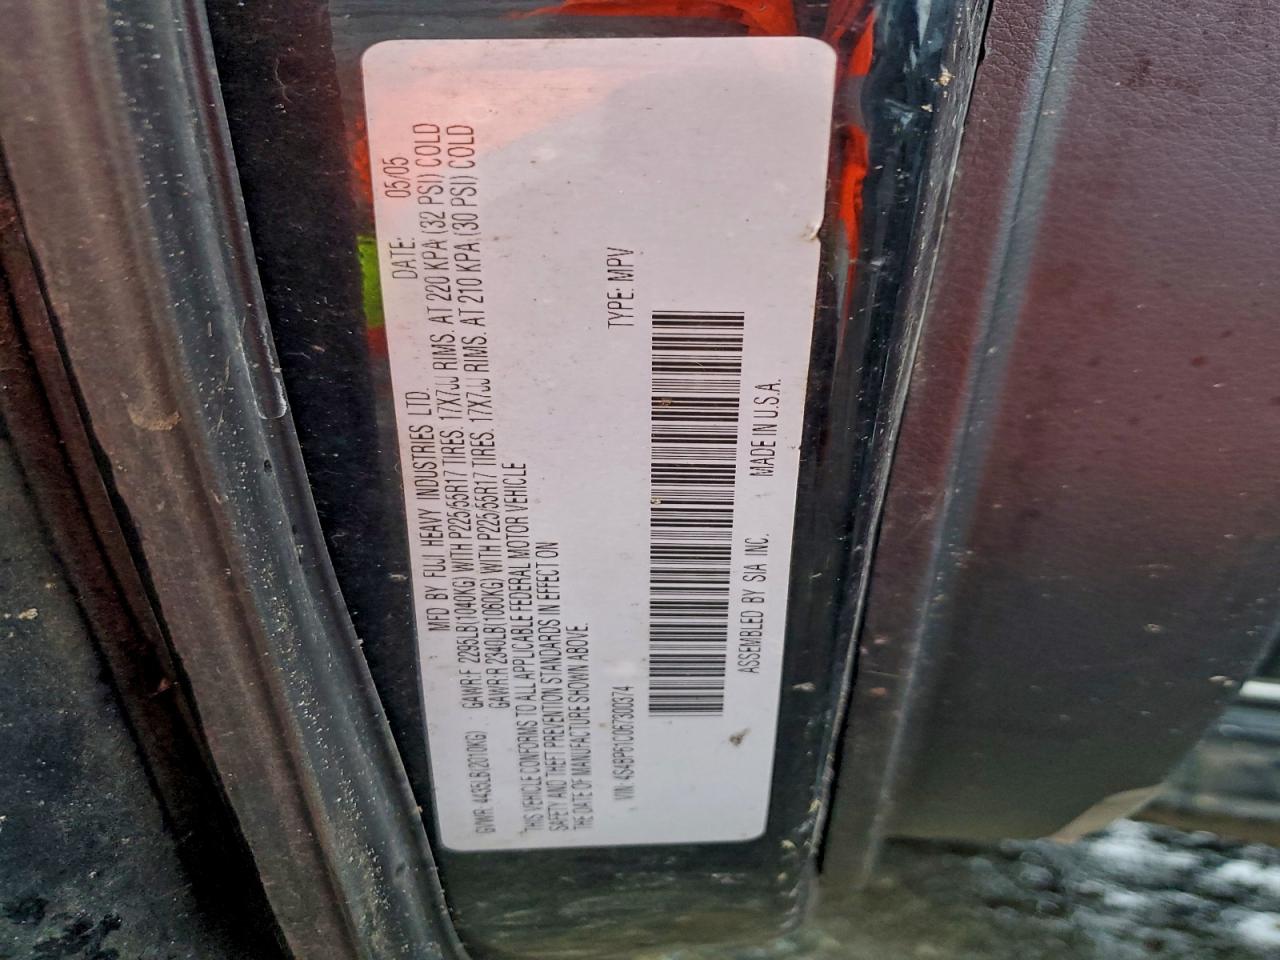 MFD BY FUJI HEAVY INDUSTRIES LTD. DATE: 05/05
GVWR: 4435LB(2010KG) GAWR:F 2295LB(1040KG) WITH P225/55R17 TIRES. 17X7JJ RIMS. AT 220 KPA (32 PSI) COLD
GAWR:R 2340LB(1060KG) WITH P225/55R17 TIRES. 17X7JJ RIMS. AT 210 KPA (30 PSI) COLD
THIS VEHICLE CONFORMS TO ALL APPLICABLE FEDERAL MOTOR VEHICLE
SAFETY AND THEFT PREVENTION STANDARDS IN EFFECT ON
THE DATE OF MANUFACTURE SHOWN ABOVE.
VIN: 4S4BP61C067300374 TYPE: MPV
ASSEMBLED BY SIA INC. MADE IN U.S.A.